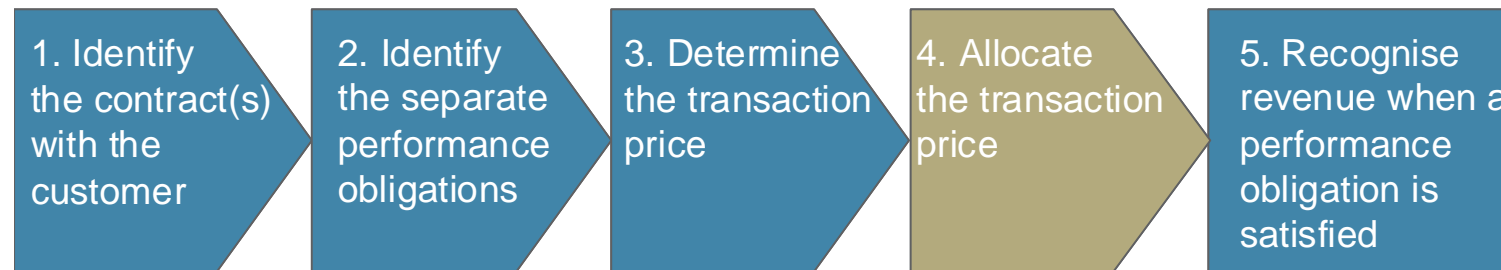 1. Identify
the contract(s)
with the
customer
2. Identify
the separate
performance
obligations
3. Determine
the transaction
price
4. Allocate
the transaction
price
5. Recognise
revenue when a
performance
obligation is
satisfied